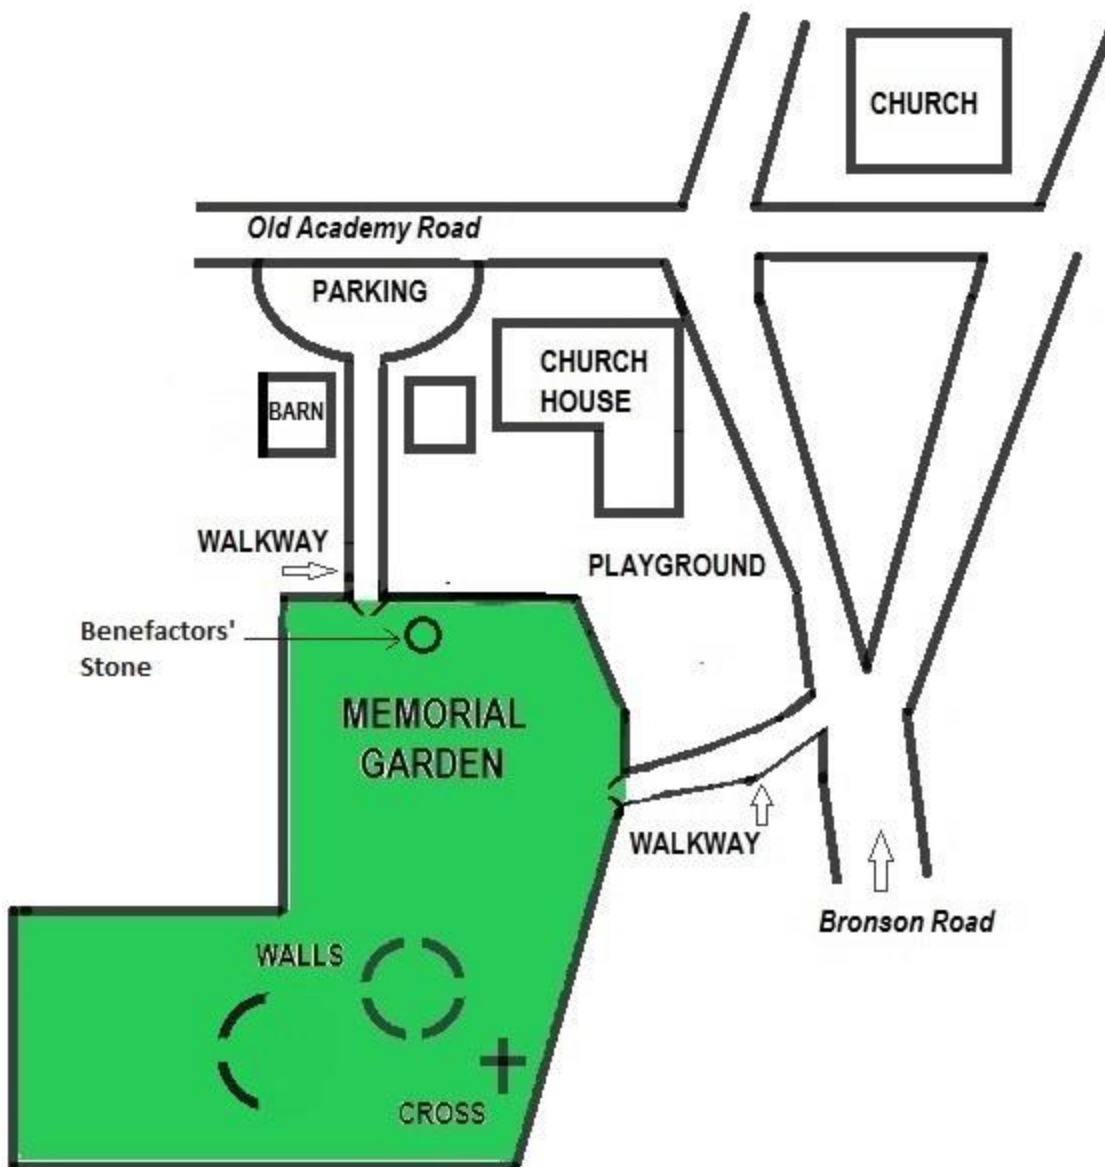 CHURCH
Old Academy Road
PARKING
CHURCH
HOUSE
BARN
WALKWAY
PLAYGROUND
Benefactors'
Stone
MEMORIAL
GARDEN
WALKWAY
Bronson Road
WALLS
CROSS